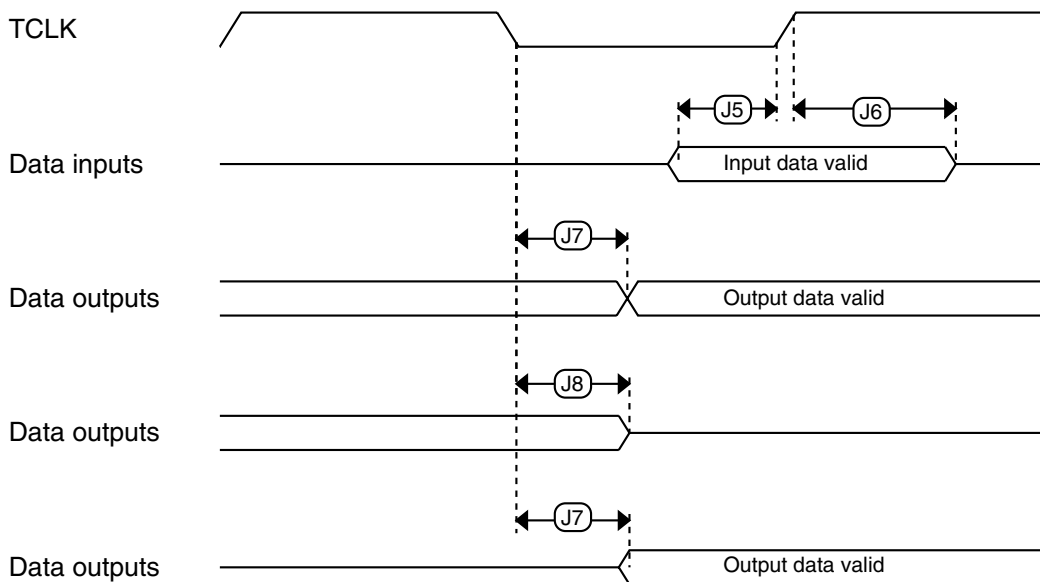 TCLK
J5
J6
Data inputs
Input data valid
J7
Data outputs
Output data valid
J8
Data outputs
J7
Data outputs
Output data valid